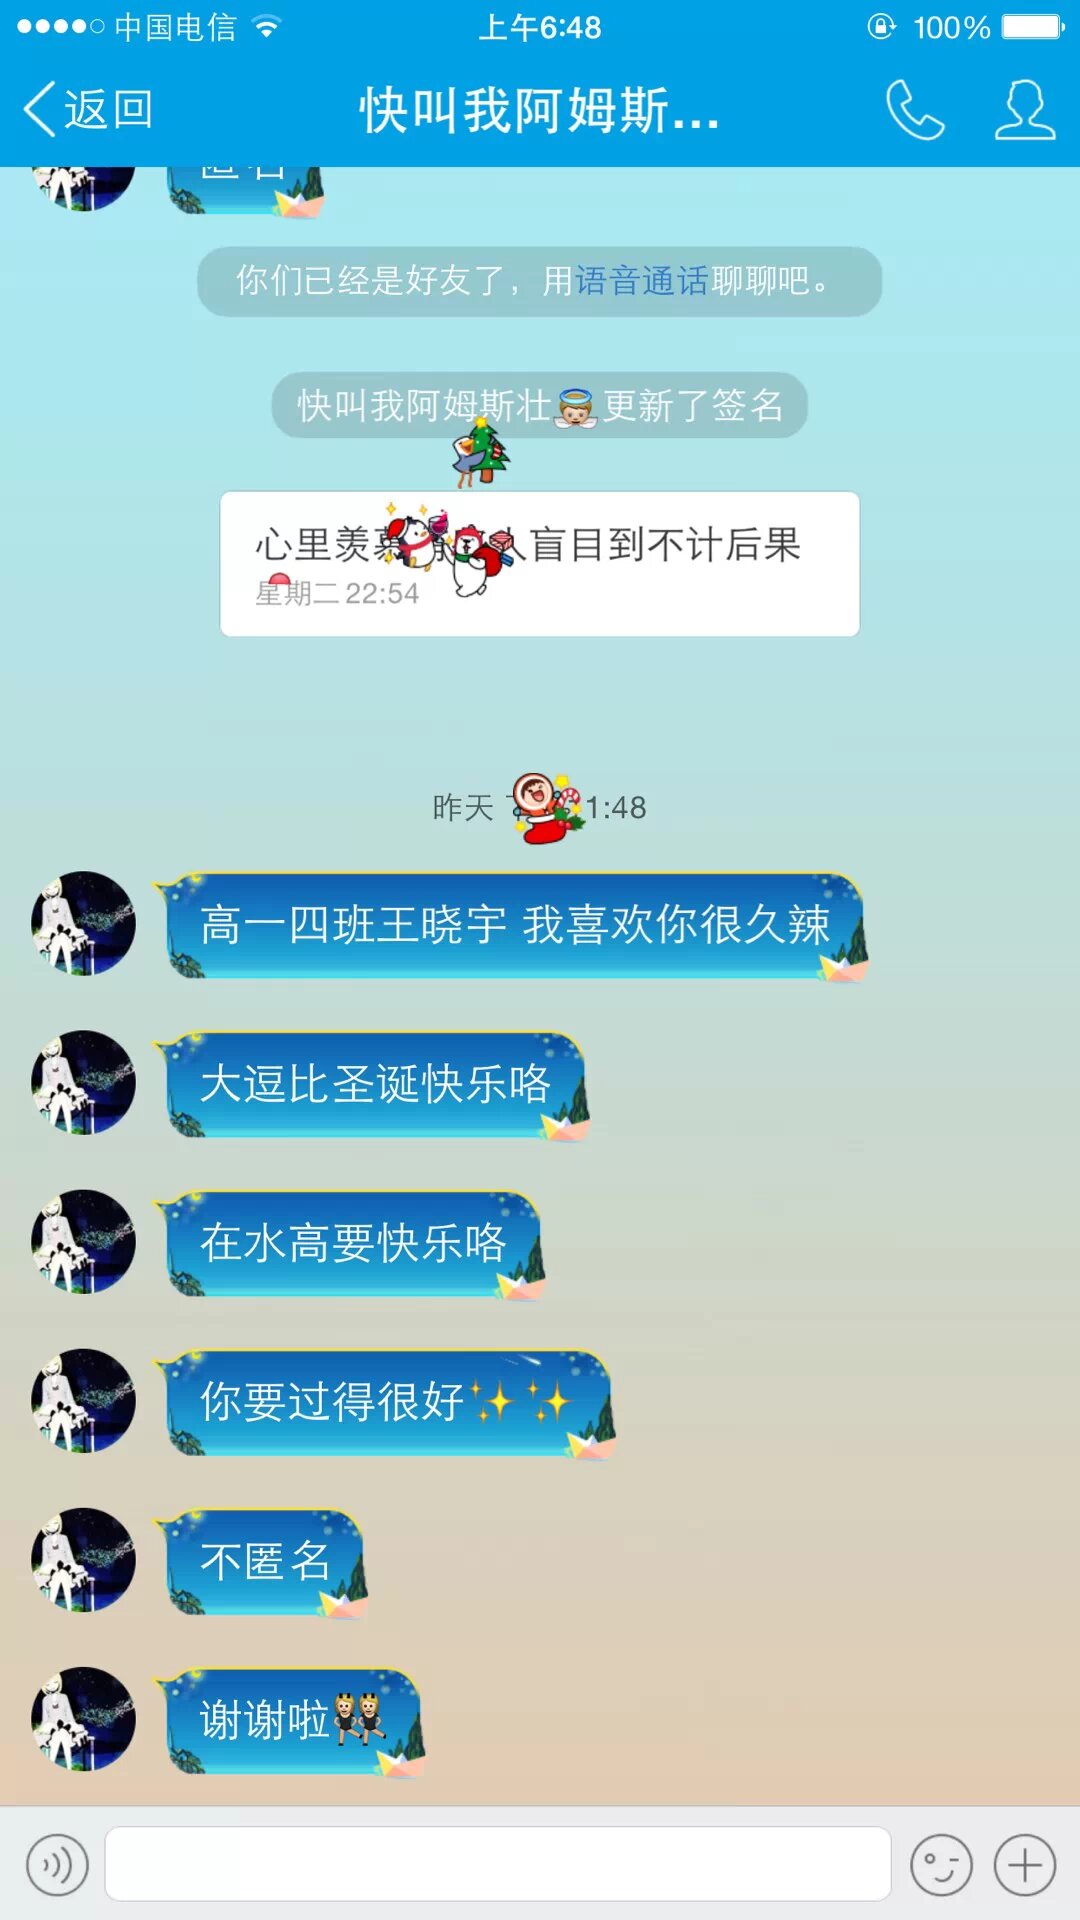 中国电信
上午6:48
100%
返回
快叫我阿姆斯...
匿名
你们已经是好友了，用语音通话聊聊吧。
快叫我阿姆斯壮👼更新了签名
心里羡慕 人盲目到不计后果
星期二 22:54
昨天 1:48
高一四班王晓宇 我喜欢你很久辣
大逗比圣诞快乐咯
在水高要快乐咯
你要过得很好✨✨
不匿名
谢谢啦👯